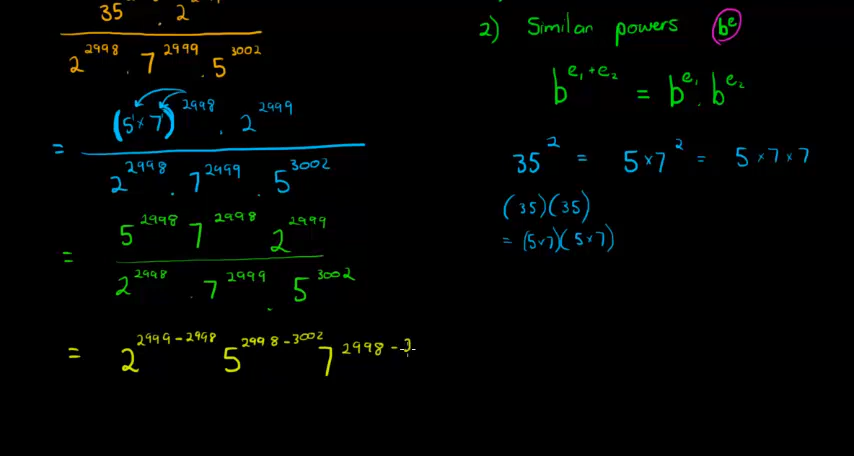 35 . 2
2^2998 . 7^2999 . 5^3002
= (5^1 × 7^1)^2998 . 2^2999
2^2998 . 7^2999 . 5^3002
= 5^2998 7^2998 2^2999
2^2998 . 7^2999 . 5^3002
= 2^2999-2998 5^2998-3002 7^2998-
2) Similar powers b^e
b^e1+e2 = b^e1 . b^e2
35^2 = 5×7^2 = 5×7×7
(35)(35)
= (5×7)(5×7)